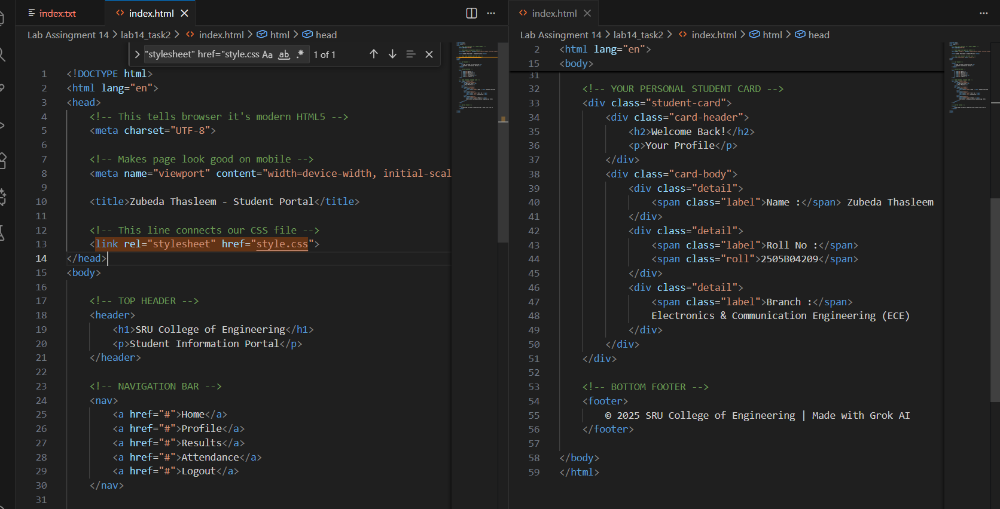 index.txt
index.html
Lab Assingment 14 > lab14_task2 > index.html > html > head
"stylesheet" href="style.css Aa ab .* 1 of 1
1 <!DOCTYPE html>
2 <html lang="en">
3 <head>
4 <!-- This tells browser it's modern HTML5 -->
5 <meta charset="UTF-8">
6
7 <!-- Makes page look good on mobile -->
8 <meta name="viewport" content="width=device-width, initial-scal
9
10 <title>Zubeda Thasleem - Student Portal</title>
11
12 <!-- This line connects our CSS file -->
13 <link rel="stylesheet" href="style.css">
14 </head>
15 <body>
16
17 <!-- TOP HEADER -->
18 <header>
19 <h1>SRU College of Engineering</h1>
20 <p>Student Information Portal</p>
21 </header>
22
23 <!-- NAVIGATION BAR -->
24 <nav>
25 <a href="#">Home</a>
26 <a href="#">Profile</a>
27 <a href="#">Results</a>
28 <a href="#">Attendance</a>
29 <a href="#">Logout</a>
30 </nav>
31
index.html
Lab Assingment 14 > lab14_task2 > index.html > html > head
2 <html lang="en">
15 <body>
31
32 <!-- YOUR PERSONAL STUDENT CARD -->
33 <div class="student-card">
34 <div class="card-header">
35 <h2>Welcome Back!</h2>
36 <p>Your Profile</p>
37 </div>
38 <div class="card-body">
39 <div class="detail">
40 <span class="label">Name :</span> Zubeda Thasleem
41 </div>
42 <div class="detail">
43 <span class="label">Roll No :</span>
44 <span class="roll">2505B04209</span>
45 </div>
46 <div class="detail">
47 <span class="label">Branch :</span>
48 Electronics & Communication Engineering (ECE)
49 </div>
50 </div>
51 </div>
52
53 <!-- BOTTOM FOOTER -->
54 <footer>
55 © 2025 SRU College of Engineering | Made with Grok AI
56 </footer>
57
58 </body>
59 </html>